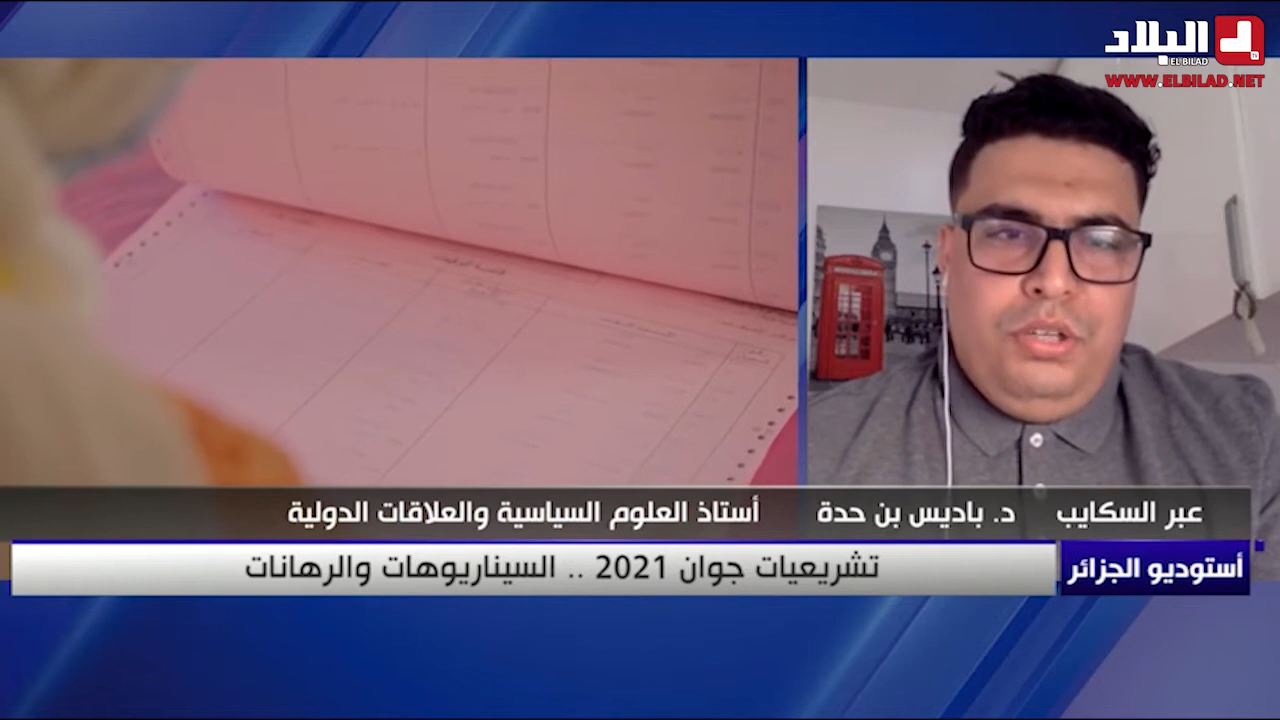 البلاد
EL BILAD
TV
WWW.ELBILAD.NET
عبر السكايب د. باديس بن حدة أستاذ العلوم السياسية والعلاقات الدولية
أستوديو الجزائر
تشريعيات جوان 2021 .. السيناريوهات والرهانات